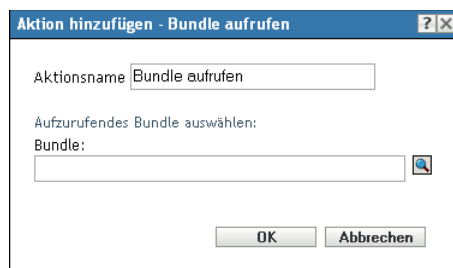 Aktion hinzufügen - Bundle aufrufen
Aktionsname Bundle aufrufen
Aufzurufendes Bundle auswählen:
Bundle:
OK Abbrechen